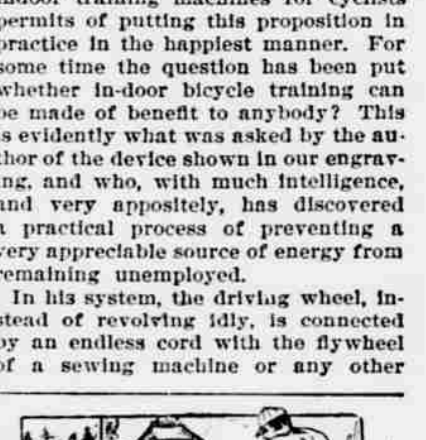 indoor training machines for cyclists
permits of putting this proposition in
practice in the happiest manner. For
some time the question has been put
whether in-door bicycle training can
be made of benefit to anybody? This
is evidently what was asked by the au-
thor of the device shown in our engrav-
ing, and who, with much intelligence,
and very appositely, has discovered
a practical process of preventing a
very appreciable source of energy from
remaining unemployed.
In his system, the driving wheel, in-
stead of revolving idly, is connected
by an endless cord with the flywheel
of a sewing machine or any other